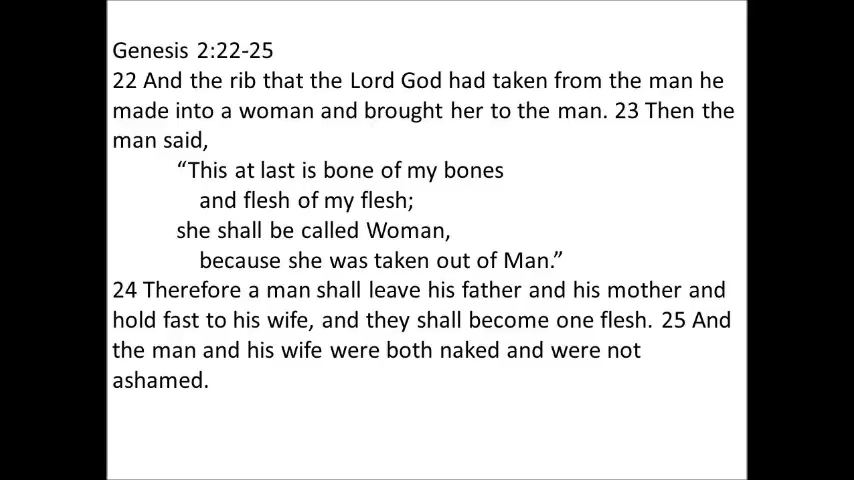 Genesis 2:22-25
22 And the rib that the Lord God had taken from the man he
made into a woman and brought her to the man. 23 Then the
man said,
“This at last is bone of my bones
and flesh of my flesh;
she shall be called Woman,
because she was taken out of Man.”
24 Therefore a man shall leave his father and his mother and
hold fast to his wife, and they shall become one flesh. 25 And
the man and his wife were both naked and were not
ashamed.